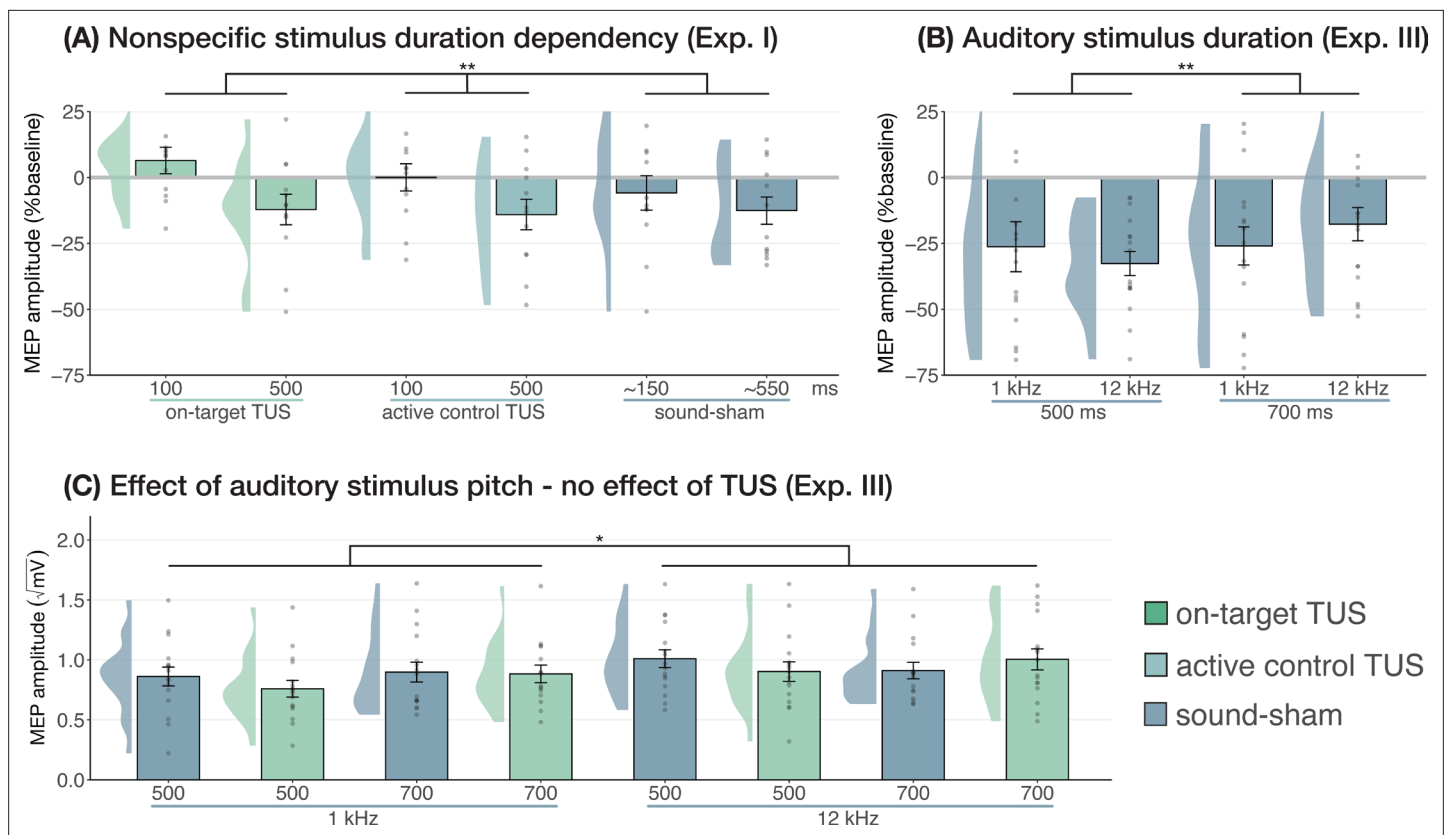 (A) Nonspecific stimulus duration dependency (Exp. I)
**
MEP amplitude (%baseline)
25
0
−25
−50
−75
100 500 100 500 ~150 ~550 ms
on-target TUS active control TUS sound-sham
(B) Auditory stimulus duration (Exp. III)
**
MEP amplitude (%baseline)
25
0
−25
−50
−75
1 kHz 12 kHz 1 kHz 12 kHz
500 ms 700 ms
(C) Effect of auditory stimulus pitch - no effect of TUS (Exp. III)
*
MEP amplitude (√mV)
2.0
1.5
1.0
0.5
0.0
500 500 700 700 500 500 700 700
1 kHz 12 kHz
on-target TUS
active control TUS
sound-sham